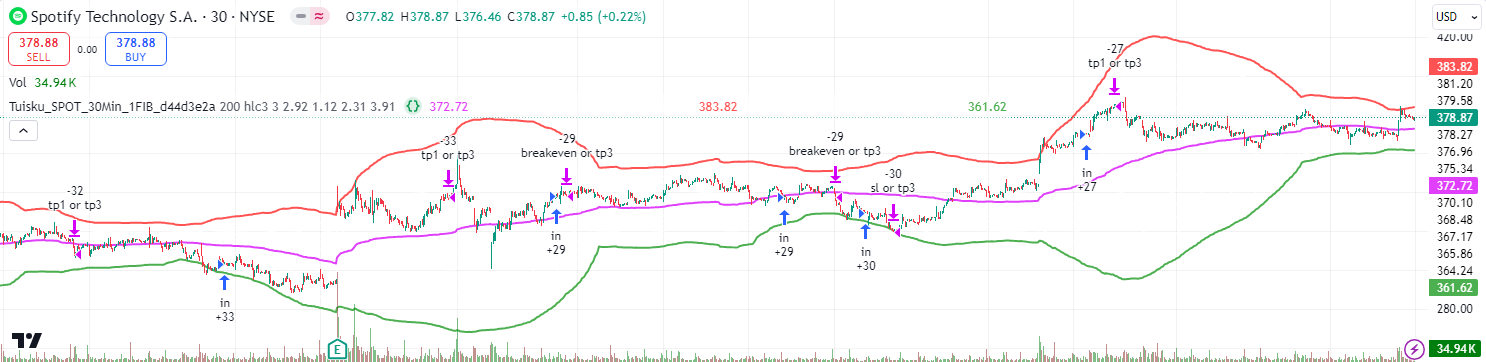 Spotify Technology S.A. · 30 · NYSE O377.82 H378.87 L376.46 C378.87 +0.85 (+0.22%)
USD
378.88 SELL
0.00
378.88 BUY
Vol 34.94K
Tuisku_SPOT_30Min_1FIB_d44d3e2a 200 hlc3 3 2.92 1.12 2.31 3.91 {} 372.72 383.82 361.62
-32
tp1 or tp3
in
+33
-33
tp1 or tp3
-29
breakeven or tp3
in
+29
-29
breakeven or tp3
in
+29
-30
sl or tp3
in
+30
-27
tp1 or tp3
in
+27
E
420.00
383.82
381.20
379.58
378.87
378.27
376.96
375.34
372.72
370.10
368.48
367.17
365.86
364.24
361.62
280.00
34.94K